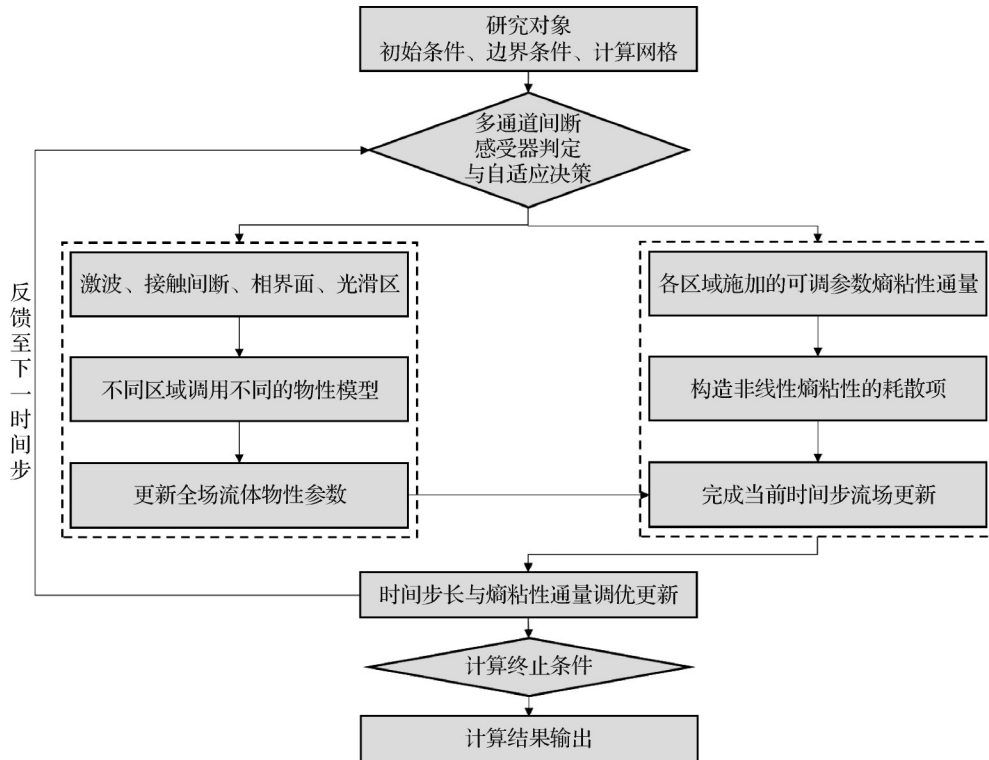 研究对象
初始条件、边界条件、计算网格
多通道间断
感受器判定
与自适应决策
激波、接触间断、相界面、光滑区
不同区域调用不同的物性模型
更新全场流体物性参数
各区域施加的可调参数熵粘性通量
构造非线性熵粘性的耗散项
完成当前时间步流场更新
反馈至下一时间步
时间步长与熵粘性通量调优更新
计算终止条件
计算结果输出